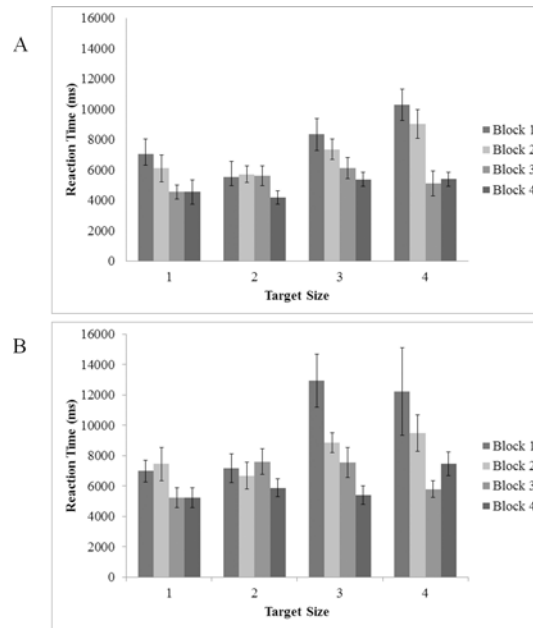 A
16000
14000
12000
10000
8000
6000
4000
2000
0
Reaction Time (ms)
1 2 3 4
Target Size
Block 1
Block 2
Block 3
Block 4
B
16000
14000
12000
10000
8000
6000
4000
2000
0
Reaction Time (ms)
1 2 3 4
Target Size
Block 1
Block 2
Block 3
Block 4